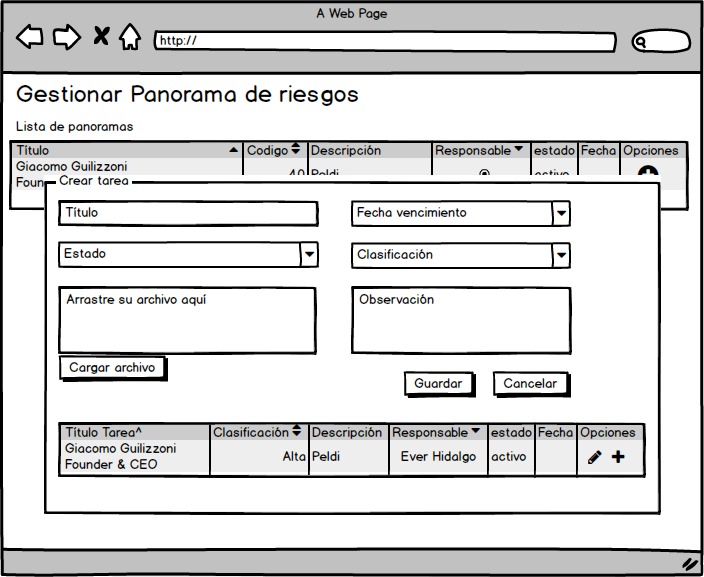 A Web Page
http://
Gestionar Panorama de riesgos
Lista de panoramas
Título Codigo Descripción Responsable estado Fecha Opciones
Giacomo Guilizzoni
Foun 40 Peldi activo
Crear tarea
Título Fecha vencimiento
Estado Clasificación
Arrastre su archivo aquí Observación
Cargar archivo
Guardar Cancelar
Título Tarea^ Clasificación Descripción Responsable estado Fecha Opciones
Giacomo Guilizzoni
Founder & CEO Alta Peldi Ever Hidalgo activo